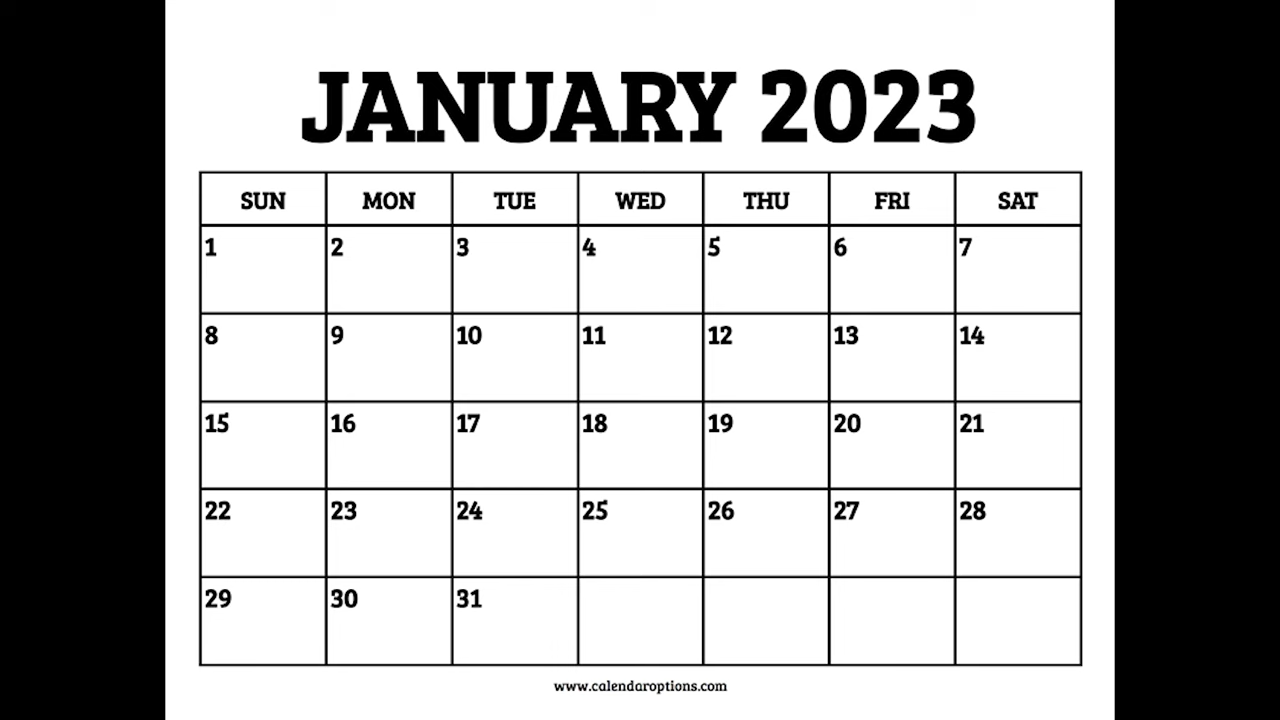 JANUARY 2023
SUN MON TUE WED THU FRI SAT
1 2 3 4 5 6 7
8 9 10 11 12 13 14
15 16 17 18 19 20 21
22 23 24 25 26 27 28
29 30 31
www.calendaroptions.com